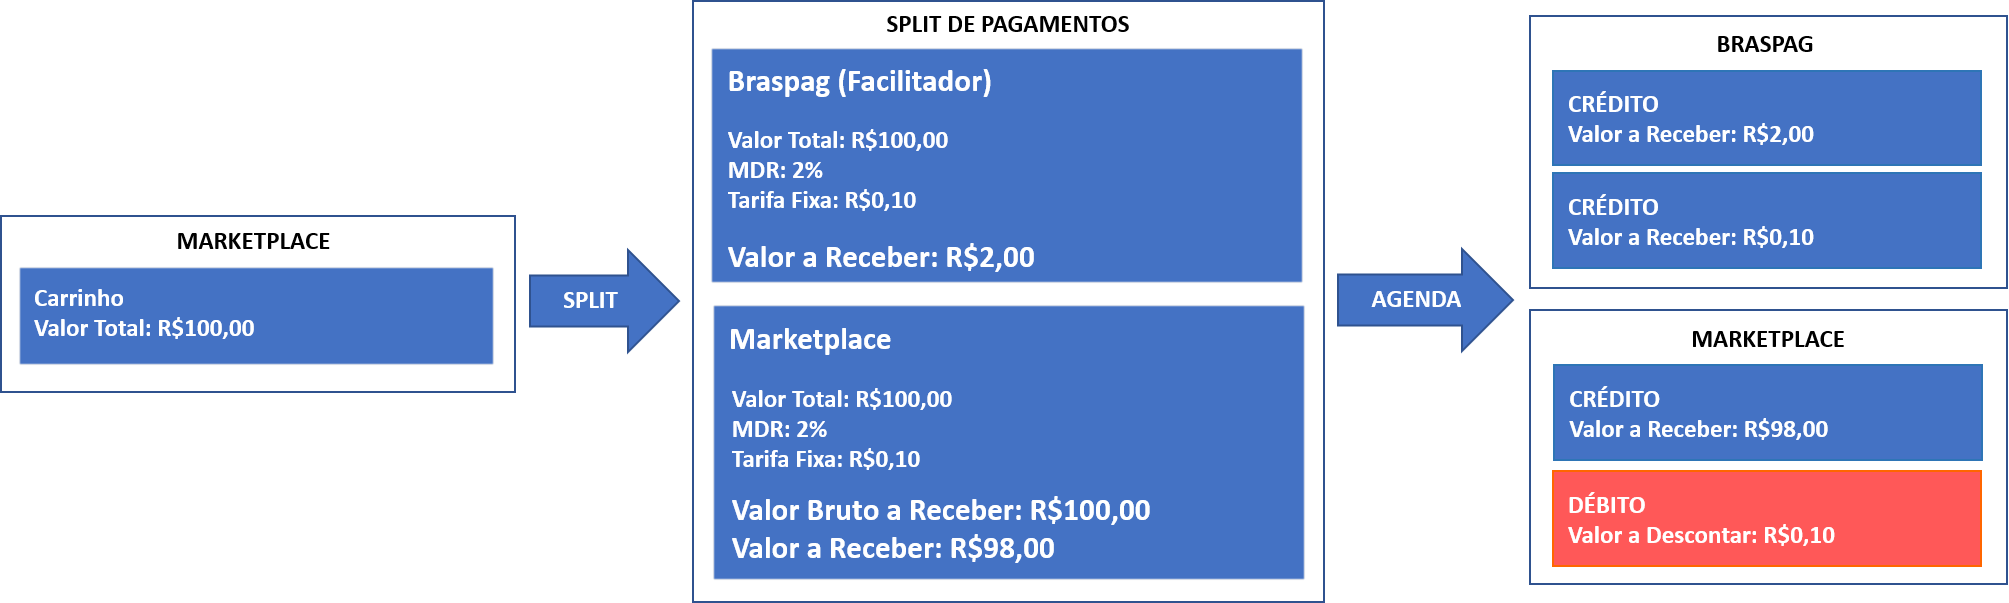 MARKETPLACE
Carrinho
Valor Total: R$100,00
SPLIT
SPLIT DE PAGAMENTOS
Braspag (Facilitador)
Valor Total: R$100,00
MDR: 2%
Tarifa Fixa: R$0,10
Valor a Receber: R$2,00
Marketplace
Valor Total: R$100,00
MDR: 2%
Tarifa Fixa: R$0,10
Valor Bruto a Receber: R$100,00
Valor a Receber: R$98,00
AGENDA
BRASPAG
CRÉDITO
Valor a Receber: R$2,00
CRÉDITO
Valor a Receber: R$0,10
MARKETPLACE
CRÉDITO
Valor a Receber: R$98,00
DÉBITO
Valor a Descontar: R$0,10